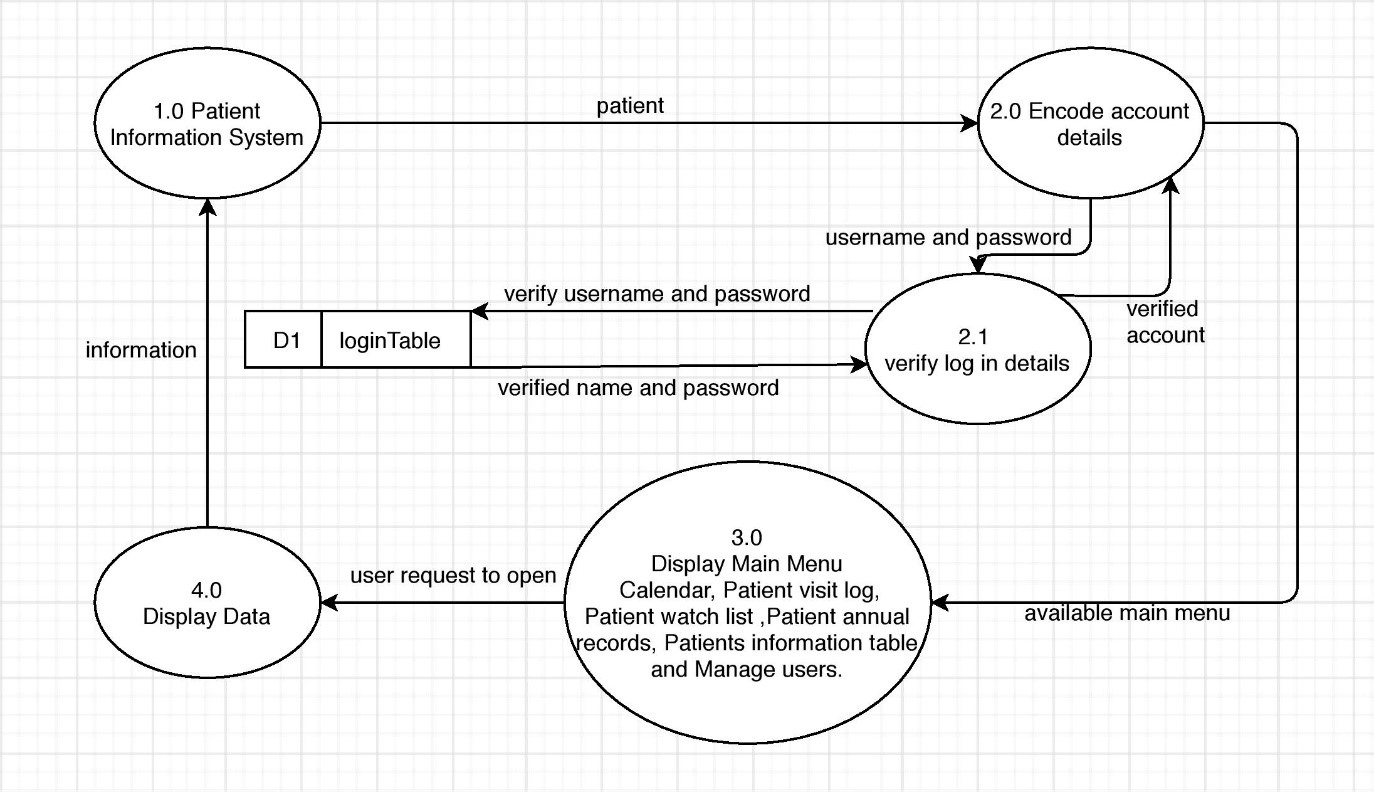 1.0 Patient
Information System
patient
2.0 Encode account
details
username and password
verify username and password
verified
account
D1
loginTable
2.1
verify log in details
information
verified name and password
3.0
Display Main Menu
Calendar, Patient visit log,
Patient watch list ,Patient annual
records, Patients information table
and Manage users.
user request to open
4.0
Display Data
available main menu